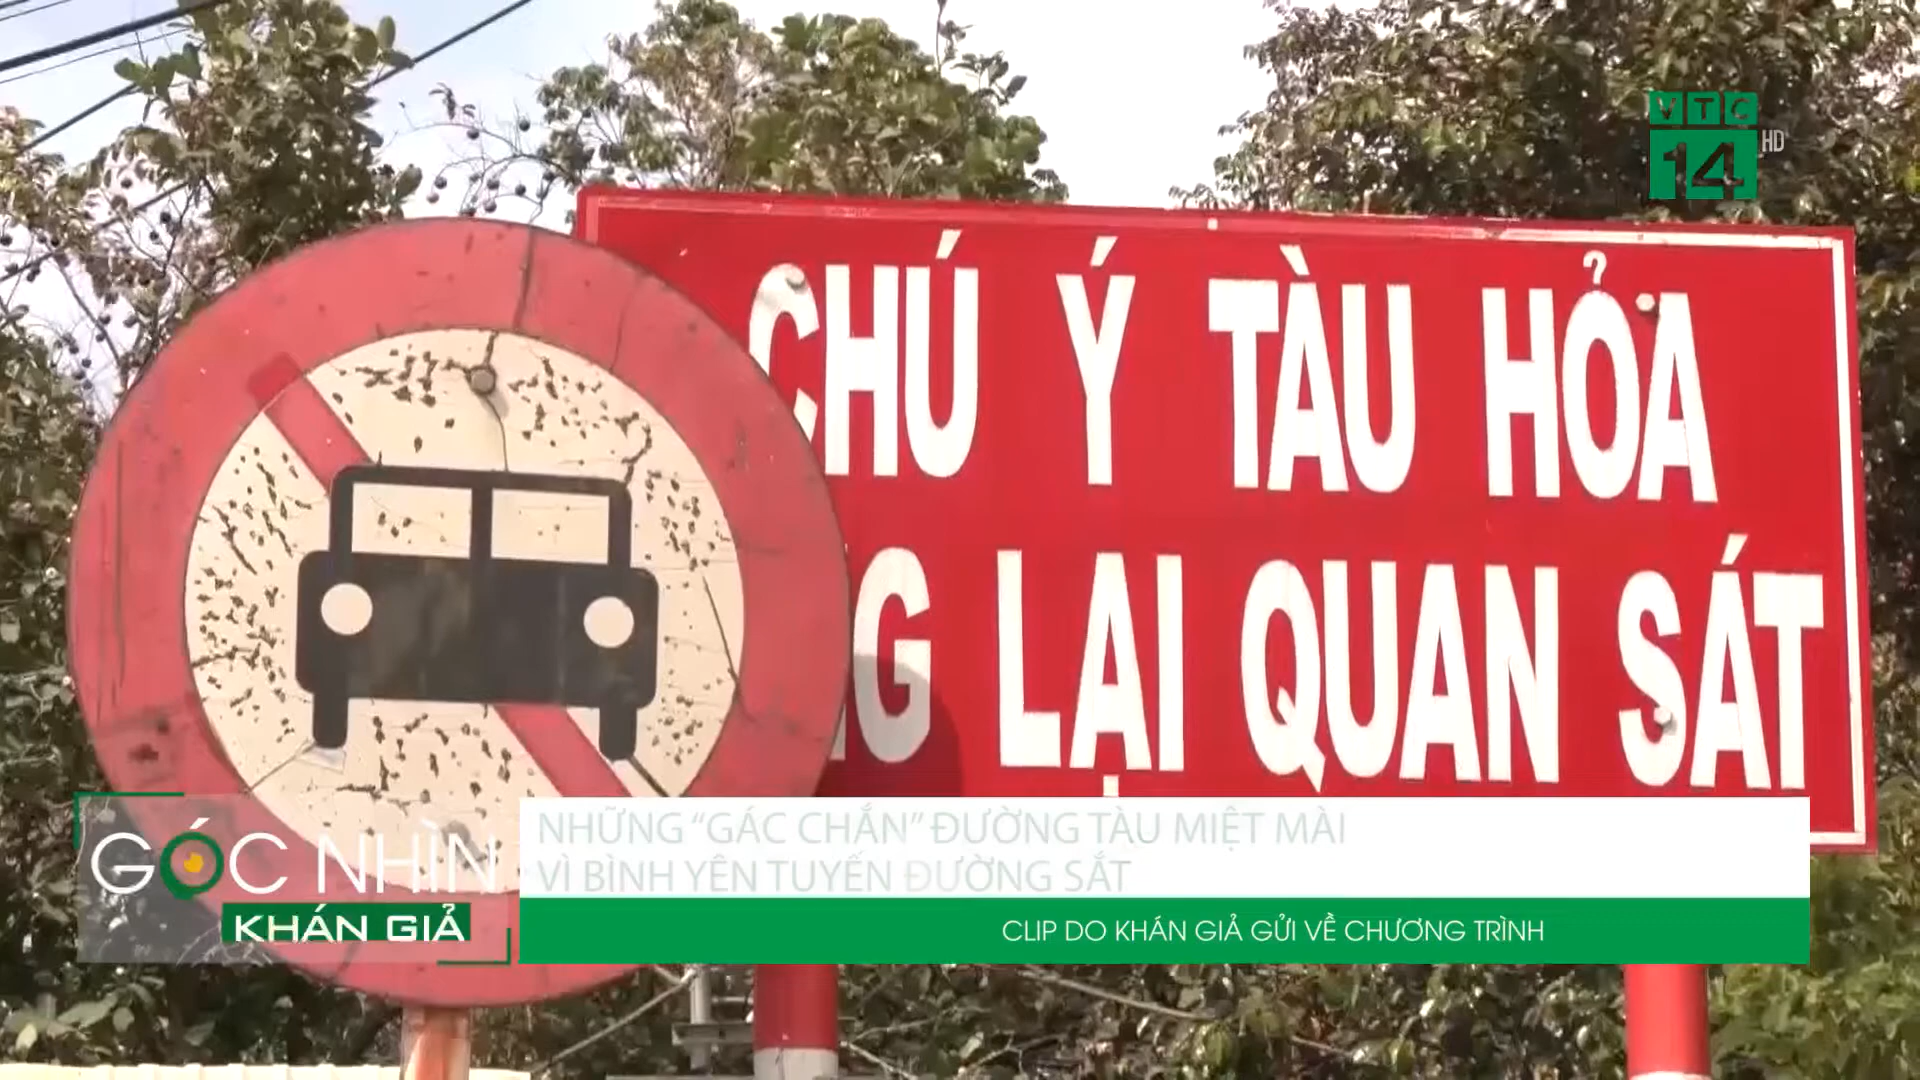 VTC
14 HD
CHÚ Ý TÀU HỎA
LẠI QUAN SÁT
GÓC NHÌN
KHÁN GIẢ
NHỮNG “GÁC CHẮN” ĐƯỜNG TÀU MIỆT MÀI
VÌ BÌNH YÊN TUYẾN ĐƯỜNG SẮT
CLIP DO KHÁN GIẢ GỬI VỀ CHƯƠNG TRÌNH